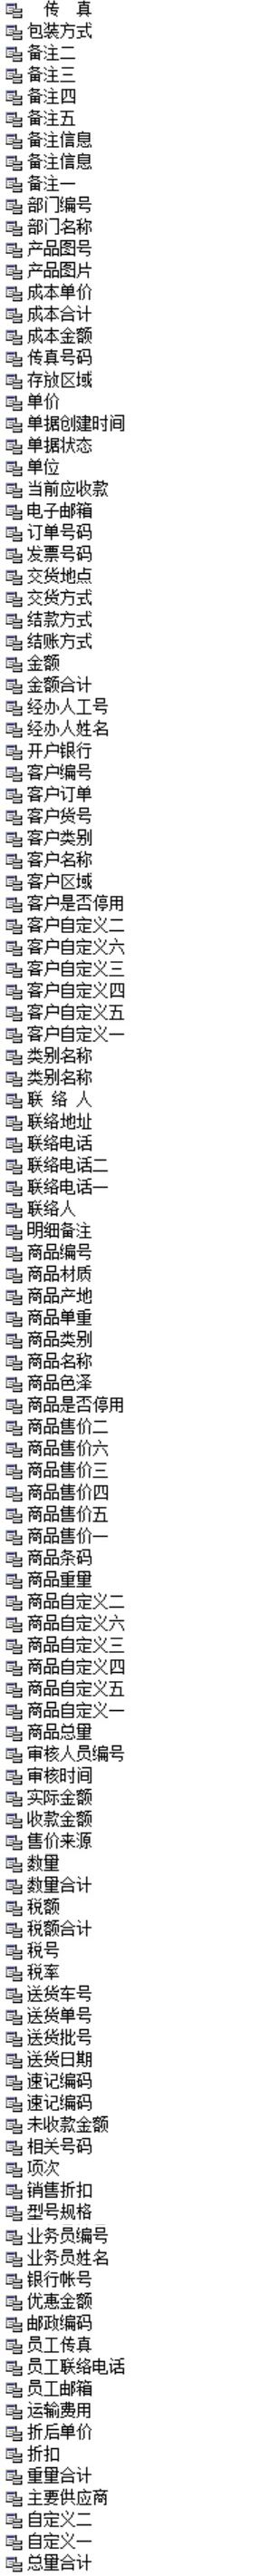 传 真
包装方式
备注二
备注三
备注四
备注五
备注信息
备注信息
备注一
部门编号
部门名称
产品图号
产品图片
成本单价
成本合计
成本金额
传真号码
存放区域
单价
单据创建时间
单据状态
单位
当前应收款
电子邮箱
订单号码
发票号码
交货地点
交货方式
结款方式
结账方式
金额
金额合计
经办人工号
经办人姓名
开户银行
客户编号
客户订单
客户货号
客户类别
客户名称
客户区域
客户是否停用
客户自定义二
客户自定义六
客户自定义三
客户自定义四
客户自定义五
客户自定义一
类别名称
类别名称
联 络 人
联络地址
联络电话
联络电话二
联络电话一
联络人
明细备注
商品编号
商品材质
商品产地
商品单重
商品类别
商品名称
商品色泽
商品是否停用
商品售价二
商品售价六
商品售价三
商品售价四
商品售价五
商品售价一
商品条码
商品重量
商品自定义二
商品自定义六
商品自定义三
商品自定义四
商品自定义五
商品自定义一
商品总量
审核人员编号
审核时间
实际金额
收款金额
售价来源
数量
数量合计
税额
税额合计
税号
税率
送货车号
送货单号
送货批号
送货日期
速记编码
速记编码
未收款金额
相关号码
项次
销售折扣
型号规格
业务员编号
业务员姓名
银行帐号
优惠金额
邮政编码
员工传真
员工联络电话
员工邮箱
运输费用
折后单价
折扣
重量合计
主要供应商
自定义二
自定义一
总量合计